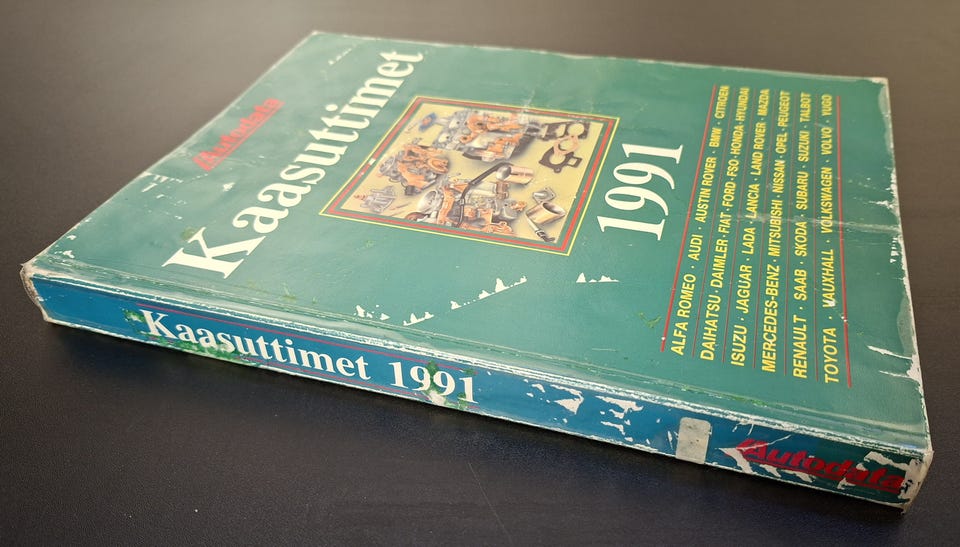 Autodata
Kaasuttimet
1991
ALFA ROMEO · AUDI · AUSTIN ROVER · BMW · CITROEN
DAIHATSU · DAIMLER · FIAT · FORD · FSO · HONDA · HYUNDAI
ISUZU · JAGUAR · LADA · LANCIA · LAND ROVER · MAZDA
MERCEDES-BENZ · MITSUBISHI · NISSAN · OPEL · PEUGEOT
RENAULT · SAAB · SKODA · SUBARU · SUZUKI · TALBOT
TOYOTA · VAUXHALL · VOLKSWAGEN · VOLVO · YUGO
Kaasuttimet 1991
Autodata